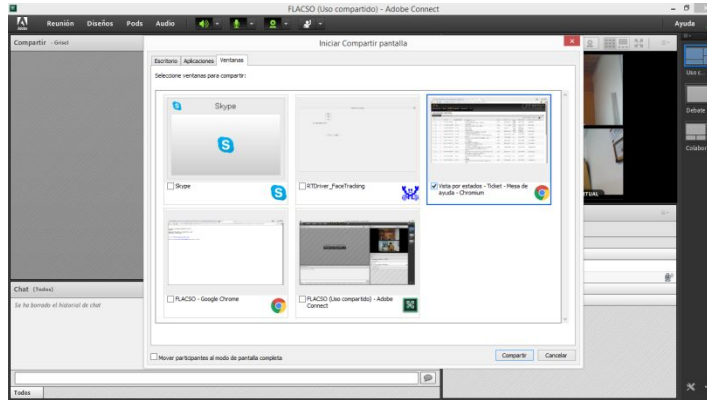 FLACSO (Uso compartido) - Adobe Connect
Reunión Diseños Pods Audio Ayuda
Compartir - Grisel
Iniciar Compartir pantalla
Escritorio Aplicaciones Ventanas
Seleccione ventanas para compartir:
Skype
Skype
RTDriver_FaceTracking
Vista por estados - Ticket - Mesa de
ayuda - Chromium
FLACSO - Google Chrome
FLACSO (Uso compartido) - Adobe
Connect
Mover participantes al modo de pantalla completa
Compartir Cancelar
Uso c...
Debate
Colabor
Chat (Todos)
Se ha borrado el historial de chat
Todos